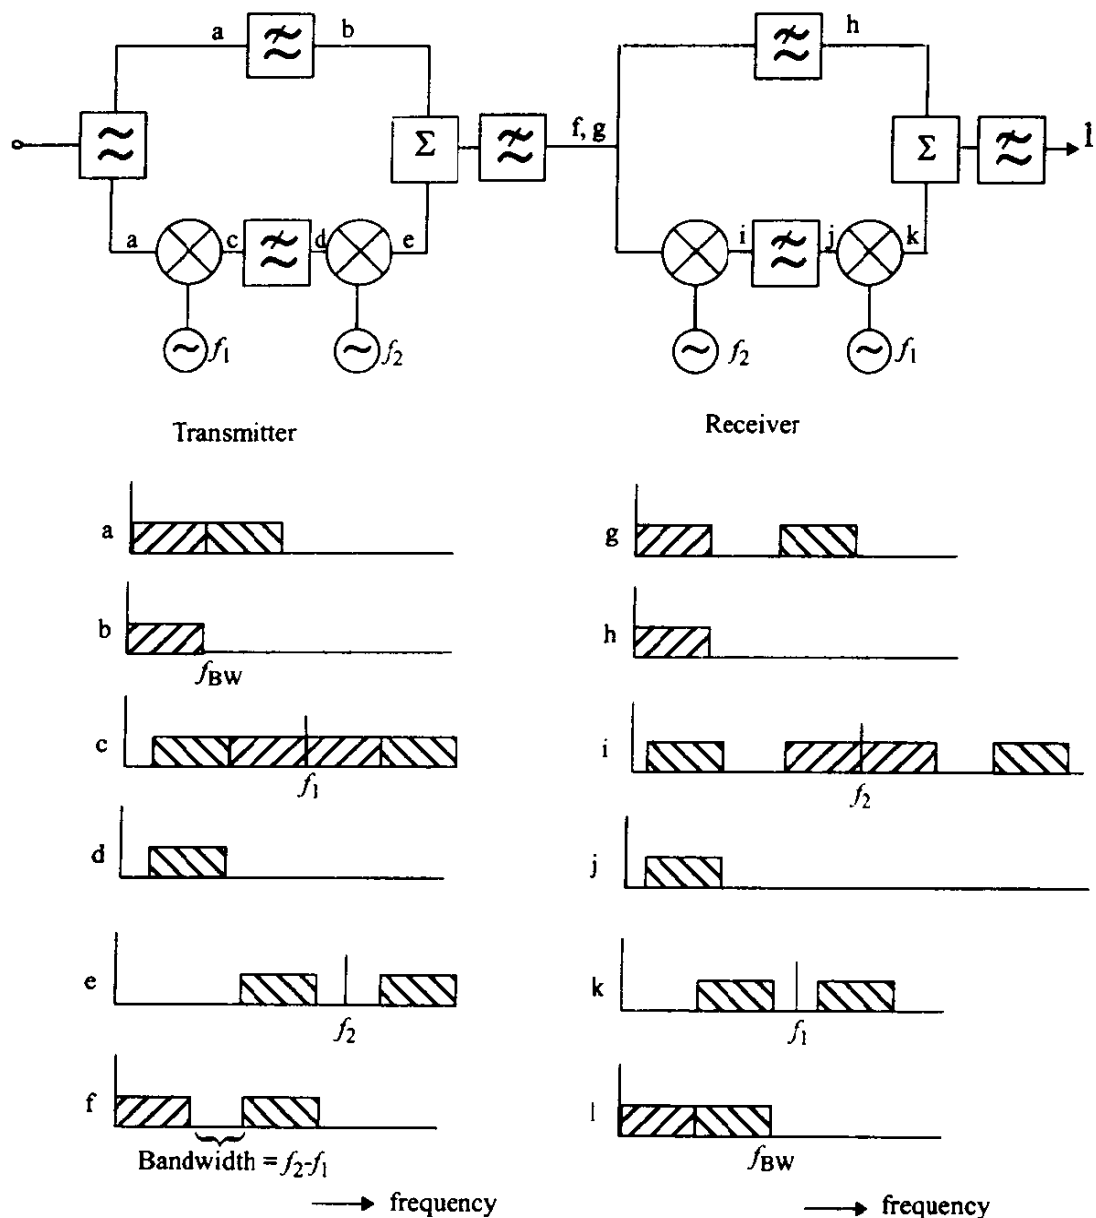 a
b
h
Σ
f, g
Σ
l
a
c
d
e
i
j
k
~
f1
~
f2
~
f2
~
f1
Transmitter
Receiver
a
g
b
fBW
h
c
f1
i
f2
d
j
e
f2
k
f1
f
Bandwidth = f2-f1
l
fBW
frequency
frequency